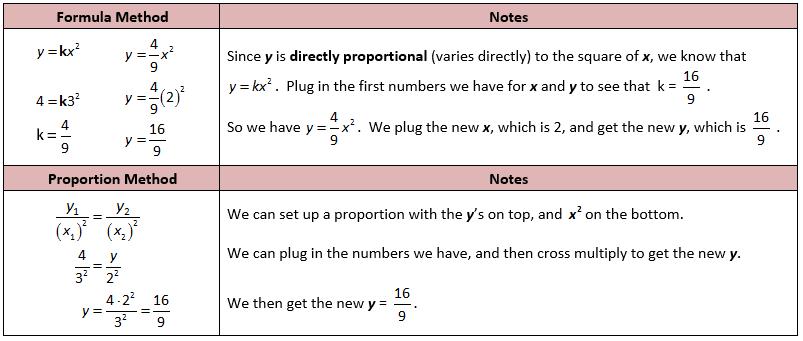 Formula Method
Notes
y = kx²    y = 4/9 x²
4 = k3²    y = 4/9 (2)²
k = 4/9    y = 16/9
Since y is directly proportional (varies directly) to the square of x, we know that
y = kx². Plug in the first numbers we have for x and y to see that k = 16/9.
So we have y = 4/9 x². We plug the new x, which is 2, and get the new y, which is 16/9.
Proportion Method
Notes
y₁/(x₁)² = y₂/(x₂)²
4/3² = y/2²
y = 4·2²/3² = 16/9
We can set up a proportion with the y's on top, and x² on the bottom.
We can plug in the numbers we have, and then cross multiply to get the new y.
We then get the new y = 16/9.